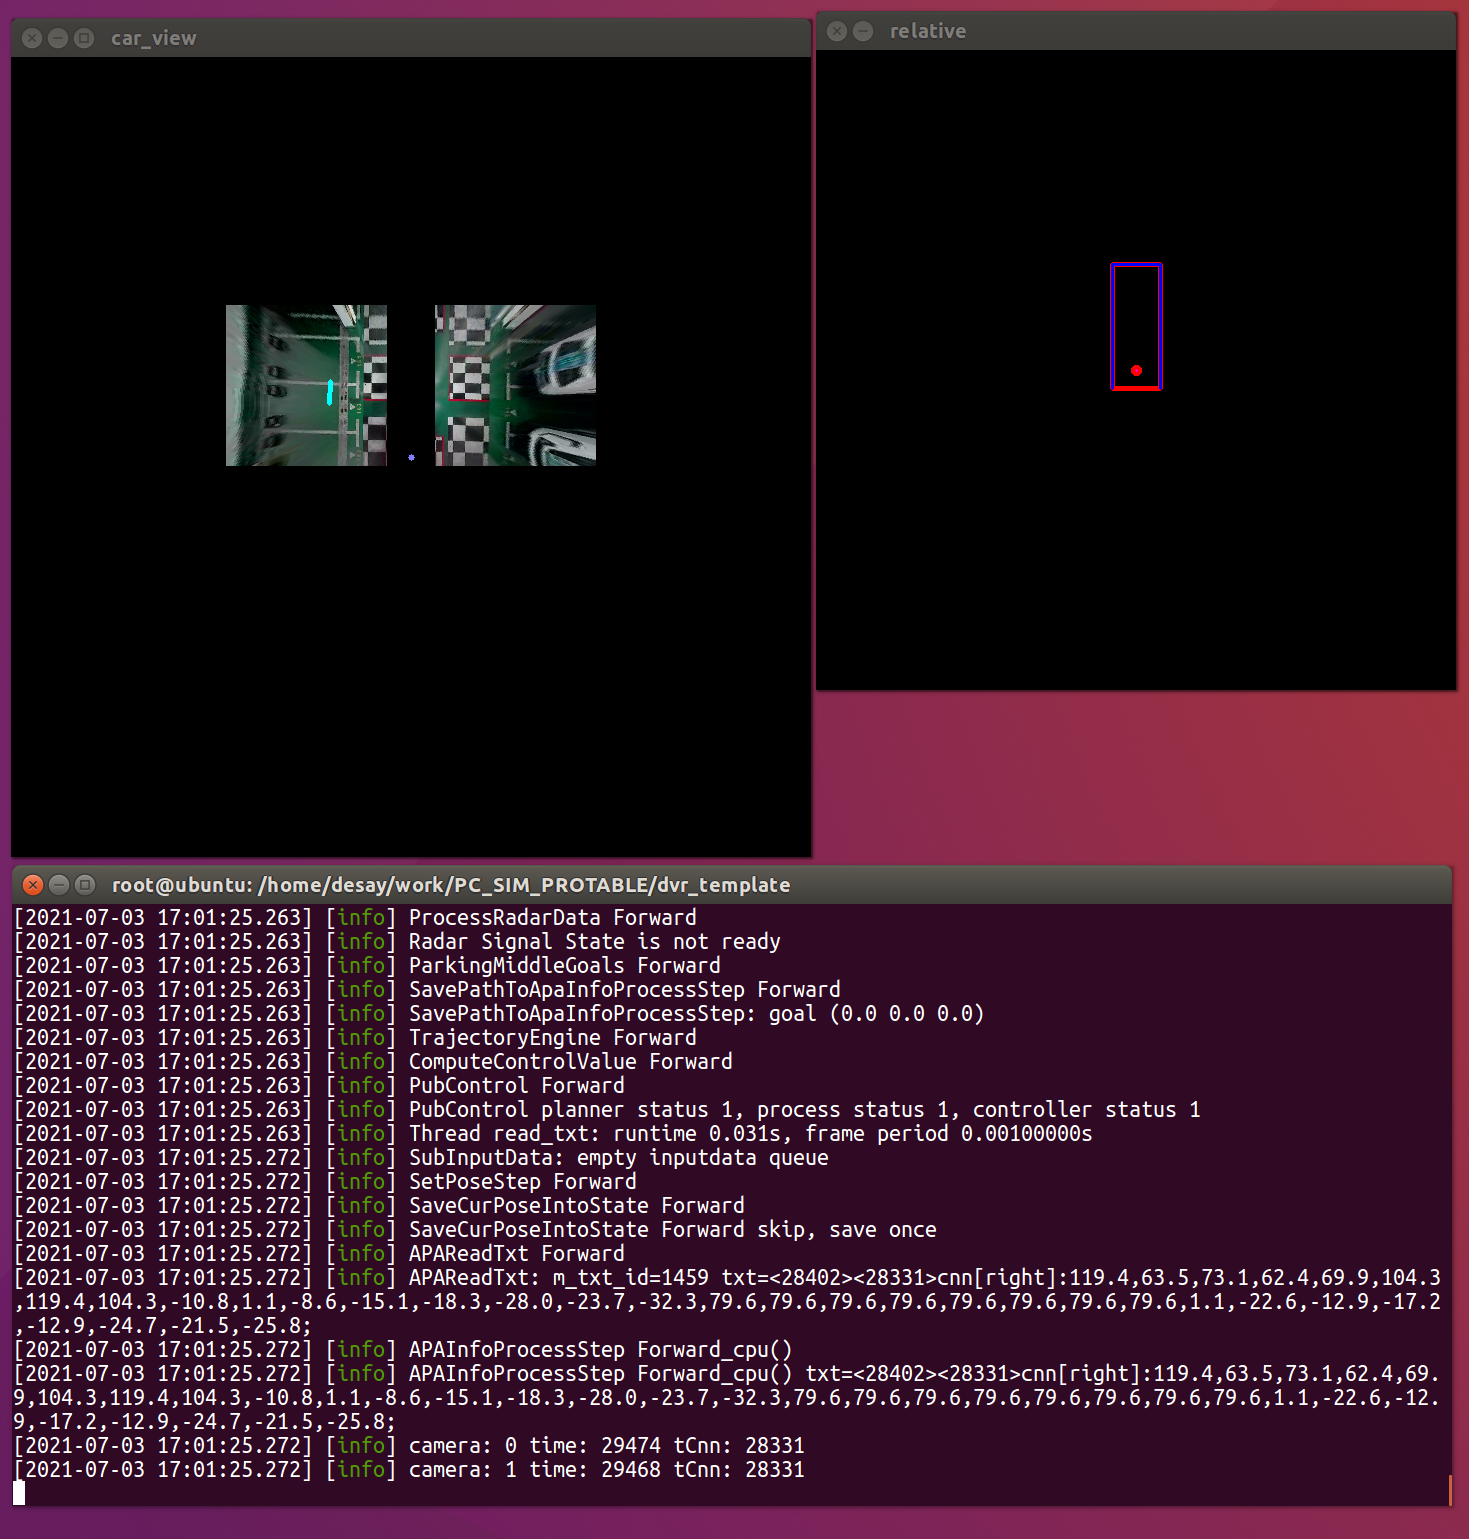 car_view
relative
root@ubuntu: /home/desay/work/PC_SIM_PROTABLE/dvr_template
[2021-07-03 17:01:25.263] [info] ProcessRadarData Forward
[2021-07-03 17:01:25.263] [info] Radar Signal State is not ready
[2021-07-03 17:01:25.263] [info] ParkingMiddleGoals Forward
[2021-07-03 17:01:25.263] [info] SavePathToApaInfoProcessStep Forward
[2021-07-03 17:01:25.263] [info] SavePathToApaInfoProcessStep: goal (0.0 0.0 0.0)
[2021-07-03 17:01:25.263] [info] TrajectoryEngine Forward
[2021-07-03 17:01:25.263] [info] ComputeControlValue Forward
[2021-07-03 17:01:25.263] [info] PubControl Forward
[2021-07-03 17:01:25.263] [info] PubControl planner status 1, process status 1, controller status 1
[2021-07-03 17:01:25.263] [info] Thread read_txt: runtime 0.031s, frame period 0.00100000s
[2021-07-03 17:01:25.272] [info] SubInputData: empty inputdata queue
[2021-07-03 17:01:25.272] [info] SetPoseStep Forward
[2021-07-03 17:01:25.272] [info] SaveCurPoseIntoState Forward
[2021-07-03 17:01:25.272] [info] SaveCurPoseIntoState Forward skip, save once
[2021-07-03 17:01:25.272] [info] APAReadTxt Forward
[2021-07-03 17:01:25.272] [info] APAReadTxt: m_txt_id=1459 txt=<28402><28331>cnn[right]:119.4,63.5,73.1,62.4,69.9,104.3
,119.4,104.3,-10.8,1.1,-8.6,-15.1,-18.3,-28.0,-23.7,-32.3,79.6,79.6,79.6,79.6,79.6,79.6,79.6,79.6,1.1,-22.6,-12.9,-17.2
,-12.9,-24.7,-21.5,-25.8;
[2021-07-03 17:01:25.272] [info] APAInfoProcessStep Forward_cpu()
[2021-07-03 17:01:25.272] [info] APAInfoProcessStep Forward_cpu() txt=<28402><28331>cnn[right]:119.4,63.5,73.1,62.4,69.
9,104.3,119.4,104.3,-10.8,1.1,-8.6,-15.1,-18.3,-28.0,-23.7,-32.3,79.6,79.6,79.6,79.6,79.6,79.6,79.6,79.6,1.1,-22.6,-12.
9,-17.2,-12.9,-24.7,-21.5,-25.8;
[2021-07-03 17:01:25.272] [info] camera: 0 time: 29474 tCnn: 28331
[2021-07-03 17:01:25.272] [info] camera: 1 time: 29468 tCnn: 28331